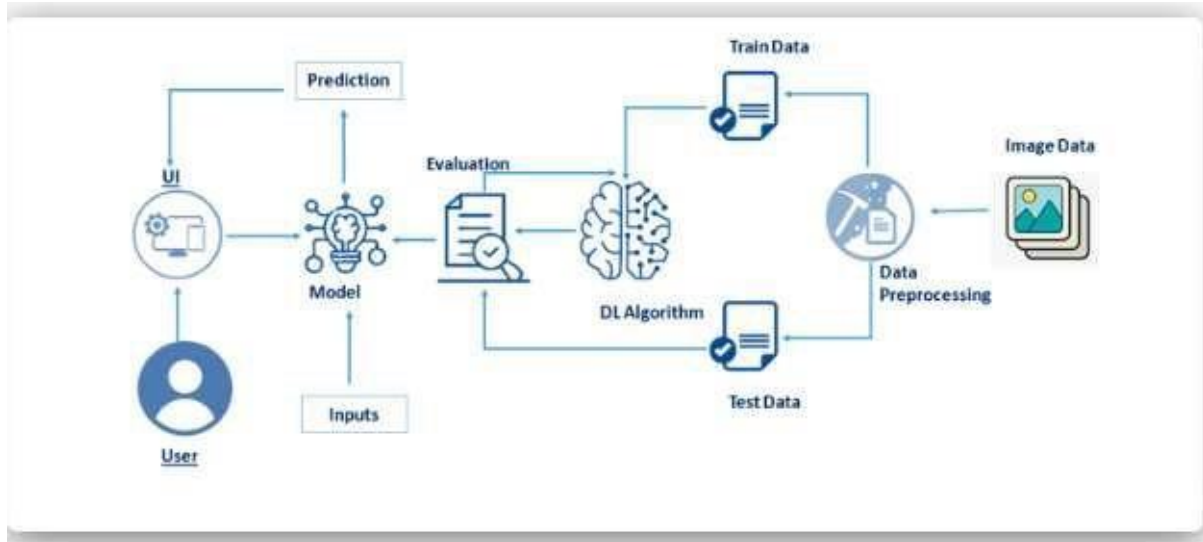 Train Data
Prediction
Image Data
Evaluation
UI
Data
Preprocessing
Model
DL Algorithm
Test Data
Inputs
User